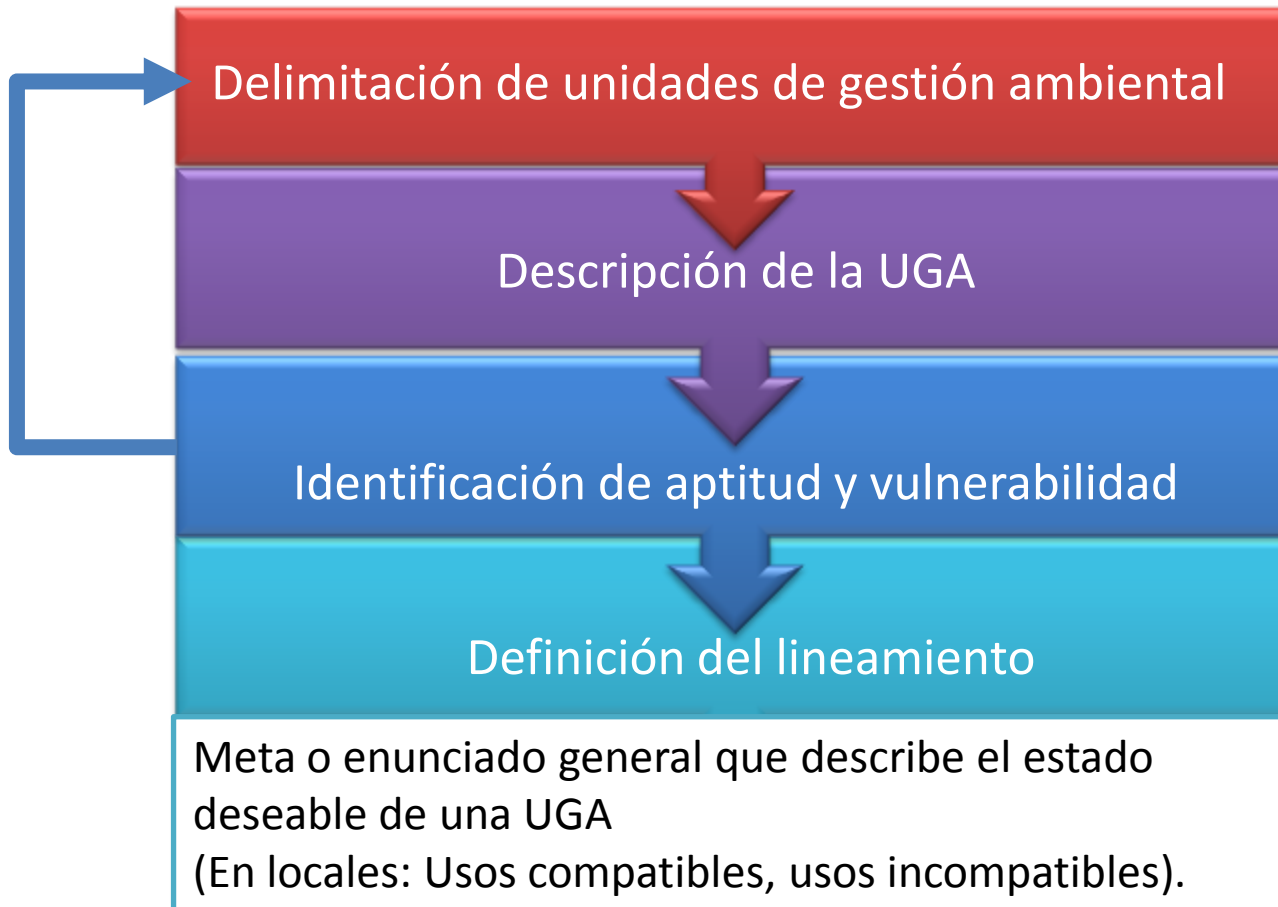 Delimitación de unidades de gestión ambiental
Descripción de la UGA
Identificación de aptitud y vulnerabilidad
Definición del lineamiento
Meta o enunciado general que describe el estado
deseable de una UGA
(En locales: Usos compatibles, usos incompatibles).